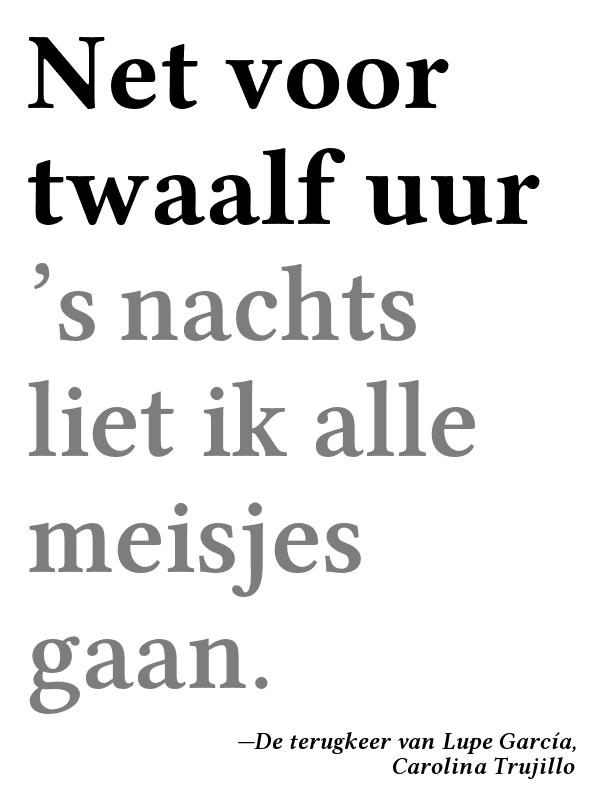 Net voor
twaalf uur
’s nachts
liet ik alle
meisjes
gaan.
—De terugkeer van Lupe García,
Carolina Trujillo